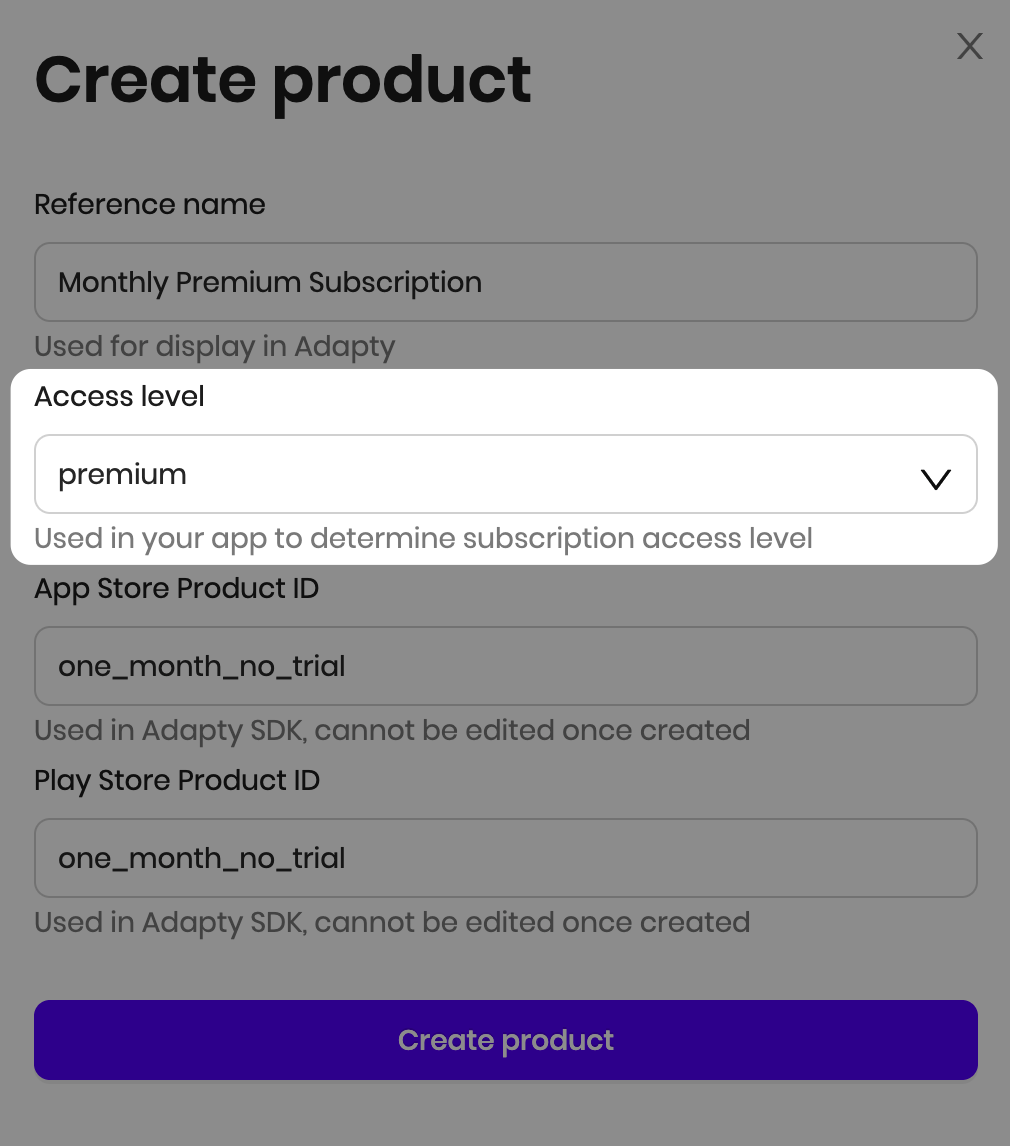 Create product
Reference name
Monthly Premium Subscription
Used for display in Adapty
Access level
premium
Used in your app to determine subscription access level
App Store Product ID
one_month_no_trial
Used in Adapty SDK, cannot be edited once created
Play Store Product ID
one_month_no_trial
Used in Adapty SDK, cannot be edited once created
Create product